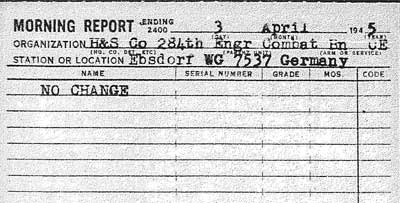 MORNING REPORT ENDING 2400 3 April 1945
(DAY) (MONTH) (YEAR)
ORGANIZATION H&S Co 284th Engr Combat Bn CE
(HQ. CO. DET. ETC) (PARENT UNIT) (ARM OR SERVICE)
STATION OR LOCATION Ebsdorf WG 7537 Germany
NAME SERIAL NUMBER GRADE MOS. CODE
NO CHANGE